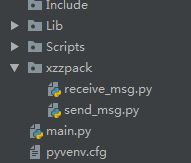 Include
Lib
Scripts
xzzpack
receive_msg.py
send_msg.py
main.py
pyvenv.cfg